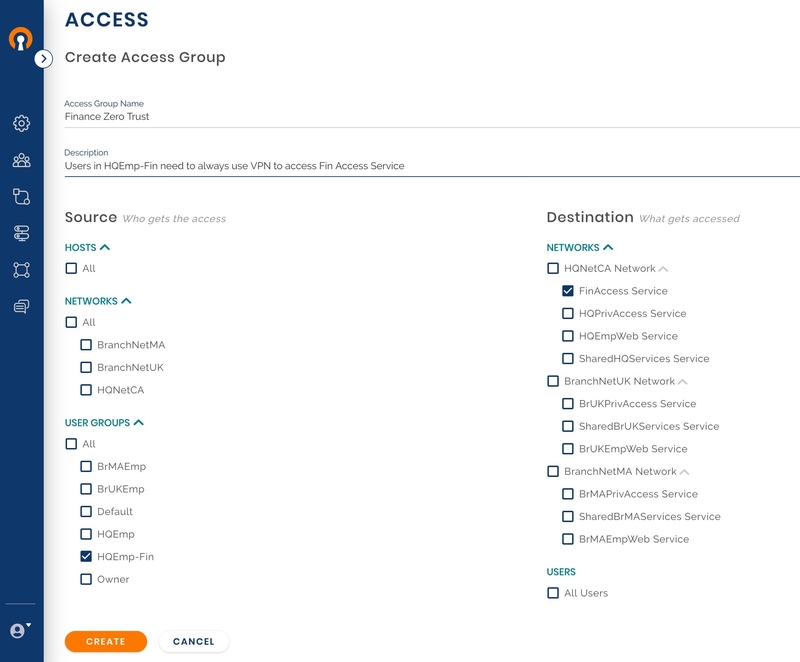 ACCESS
Create Access Group
Access Group Name
Finance Zero Trust
Description
Users in HQEmp-Fin need to always use VPN to access Fin Access Service
Source Who gets the access
HOSTS
All
NETWORKS
All
BranchNetMA
BranchNetUK
HQNetCA
USER GROUPS
All
BrMAEmp
BrUKEmp
Default
HQEmp
HQEmp-Fin
Owner
Destination What gets accessed
NETWORKS
HQNetCA Network
FinAccess Service
HQPrivAccess Service
HQEmpWeb Service
SharedHQServices Service
BranchNetUK Network
BrUKPrivAccess Service
SharedBrUKServices Service
BrUKEmpWeb Service
BranchNetMA Network
BrMAPrivAccess Service
SharedBrMAServices Service
BrMAEmpWeb Service
USERS
All Users
CREATE
CANCEL